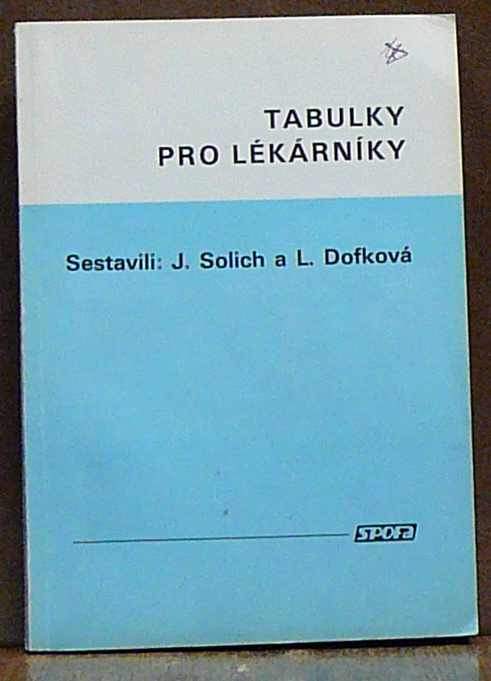 TABULKY
PRO LÉKÁRNÍKY
Sestavili: J. Solich a L. Dofková
SPOFA